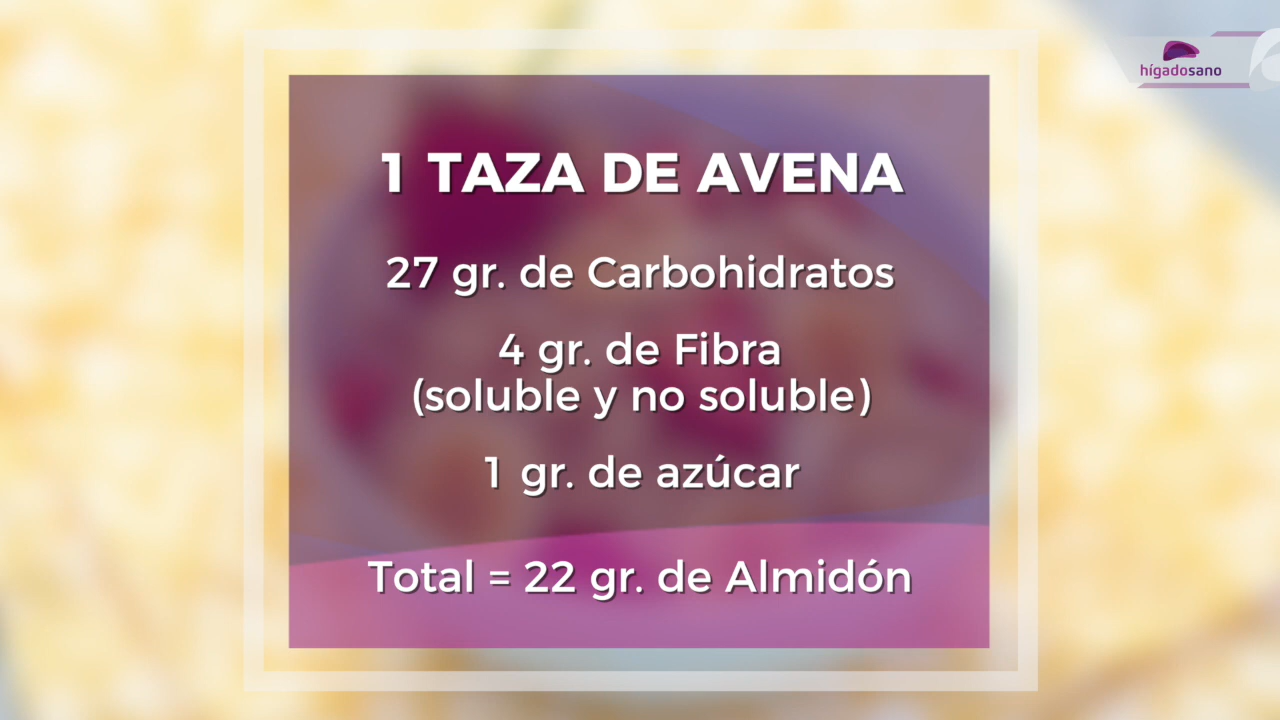 hígadosano
1 TAZA DE AVENA
27 gr. de Carbohidratos
4 gr. de Fibra
(soluble y no soluble)
1 gr. de azúcar
Total = 22 gr. de Almidón